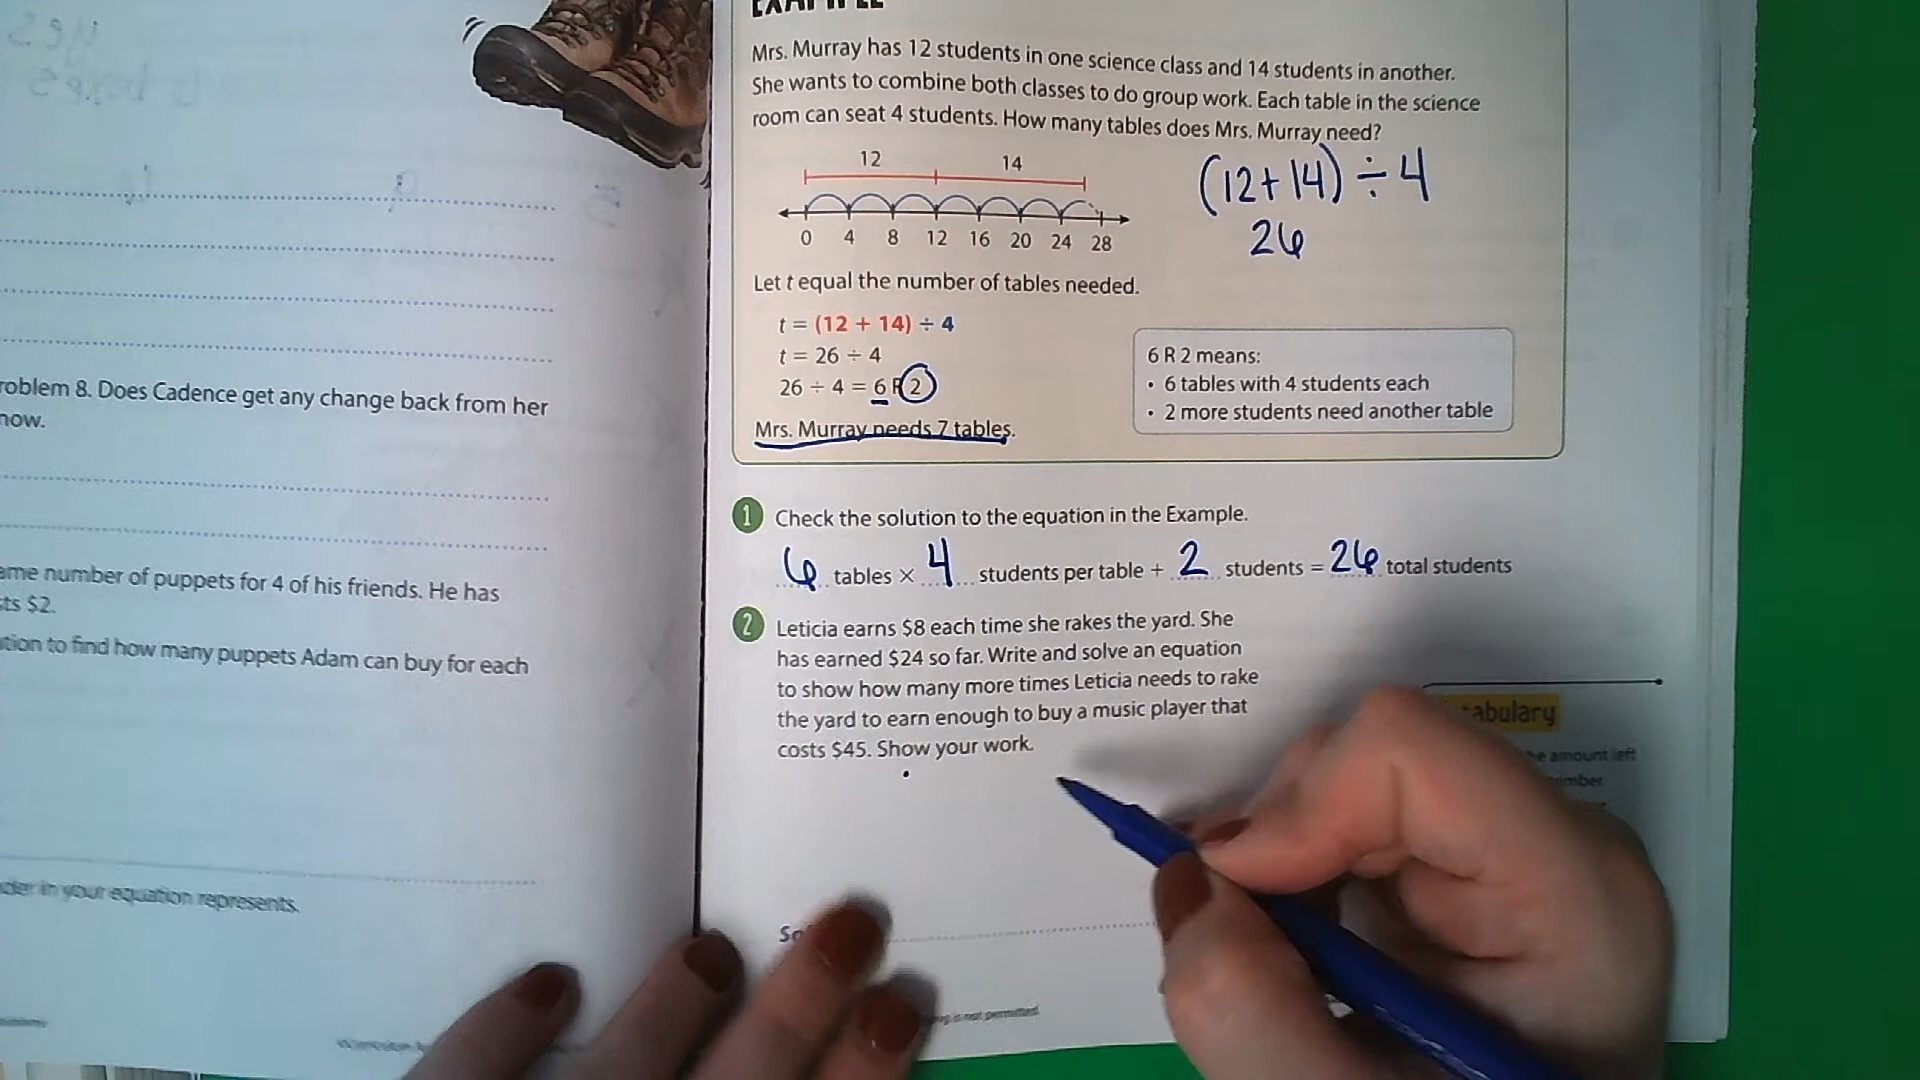 EXAMPLE
Mrs. Murray has 12 students in one science class and 14 students in another.
She wants to combine both classes to do group work. Each table in the science
room can seat 4 students. How many tables does Mrs. Murray need?
12 14
0 4 8 12 16 20 24 28
(12+14) ÷ 4
26
Let t equal the number of tables needed.
t = (12 + 14) ÷ 4
t = 26 ÷ 4
26 ÷ 4 = 6 R 2
Mrs. Murray needs 7 tables.
6 R 2 means:
• 6 tables with 4 students each
• 2 more students need another table
1 Check the solution to the equation in the Example.
6 tables × 4 students per table + 2 students = 26 total students
2 Leticia earns $8 each time she rakes the yard. She
has earned $24 so far. Write and solve an equation
to show how many more times Leticia needs to rake
the yard to earn enough to buy a music player that
costs $45. Show your work.
So
abulary
amount left
is not permitted.
yes
roblem 8. Does Cadence get any change back from her
now.
ame number of puppets for 4 of his friends. He has
ts $2.
tion to find how many puppets Adam can buy for each
der in your equation represents.